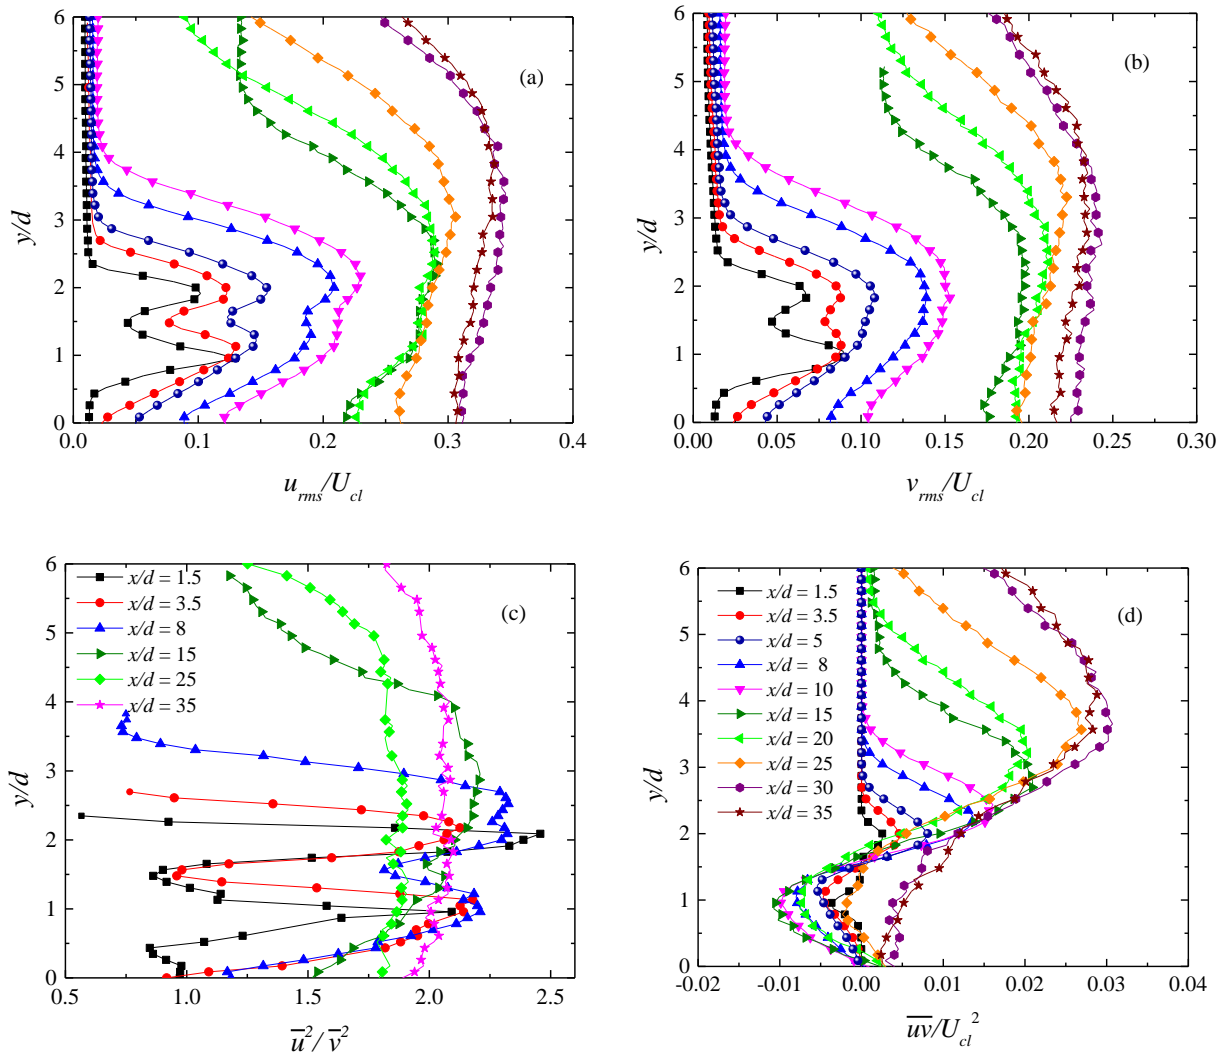 6
5
4
3
2
1
0
y/d
(a)
0.0 0.1 0.2 0.3 0.4
u_rms/U_cl
6
5
4
3
2
1
0
y/d
(b)
0.00 0.05 0.10 0.15 0.20 0.25 0.30
v_rms/U_cl
6
5
4
3
2
1
0
y/d
x/d = 1.5
x/d = 3.5
x/d = 8
x/d = 15
x/d = 25
x/d = 35
(c)
0.5 1.0 1.5 2.0 2.5
u̅²/v̅²
6
5
4
3
2
1
0
y/d
x/d = 1.5
x/d = 3.5
x/d = 5
x/d = 8
x/d = 10
x/d = 15
x/d = 20
x/d = 25
x/d = 30
x/d = 35
(d)
-0.02 -0.01 0.00 0.01 0.02 0.03 0.04
u̅v̅/U_cl²